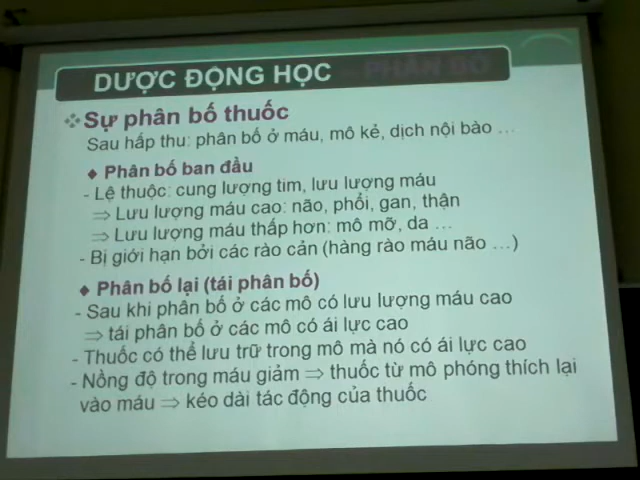 DƯỢC ĐỘNG HỌC – PHÂN BỐ
❖Sự phân bố thuốc
Sau hấp thu: phân bố ở máu, mô kẻ, dịch nội bào ...
♦ Phân bố ban đầu
- Lệ thuộc: cung lượng tim, lưu lượng máu
⇒ Lưu lượng máu cao: não, phổi, gan, thận
⇒ Lưu lượng máu thấp hơn: mô mỡ, da ...
- Bị giới hạn bởi các rào cản (hàng rào máu não ...)
♦ Phân bố lại (tái phân bố)
- Sau khi phân bố ở các mô có lưu lượng máu cao
⇒ tái phân bố ở các mô có ái lực cao
- Thuốc có thể lưu trữ trong mô mà nó có ái lực cao
- Nồng độ trong máu giảm ⇒ thuốc từ mô phóng thích lại
vào máu ⇒ kéo dài tác động của thuốc